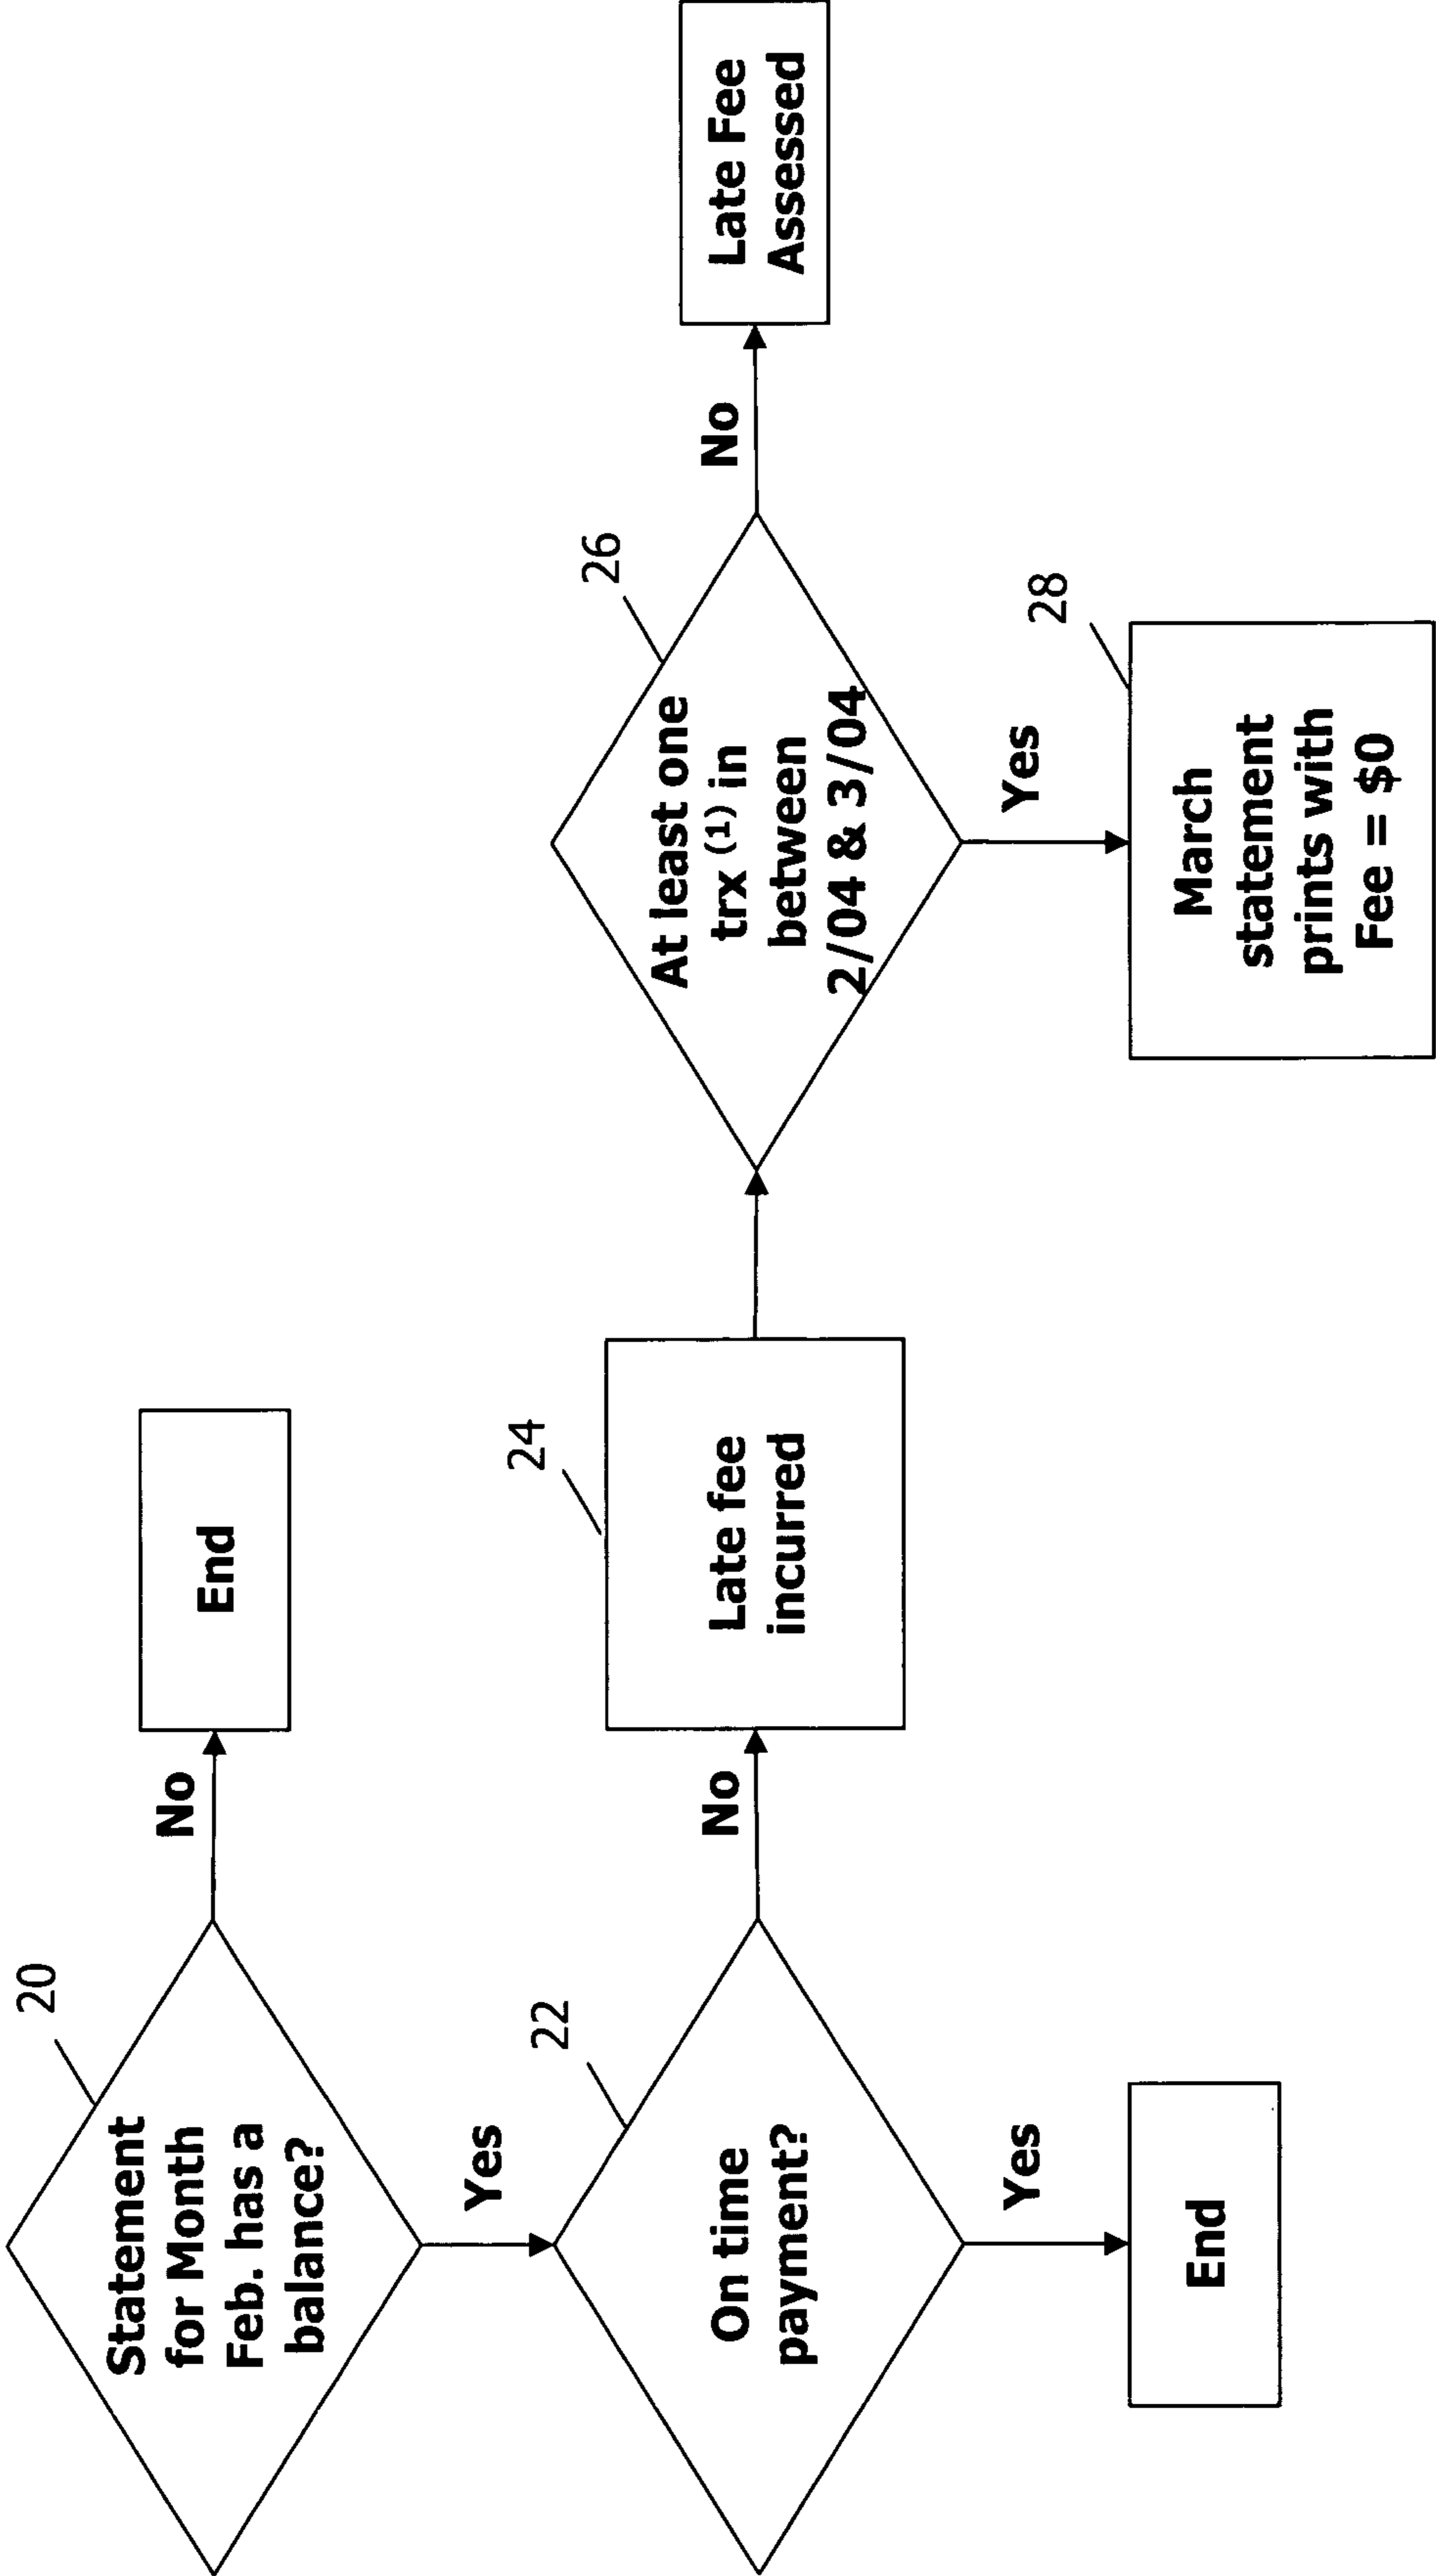 20
Statement
for Month
Feb. has a
balance?
No
End
Yes
22
On time
payment?
No
24
Late fee
incurred
26
At least one
trx (1) in
between
2/04 & 3/04
No
Late Fee
Assessed
Yes
End
Yes
28
March
statement
prints with
Fee = $0